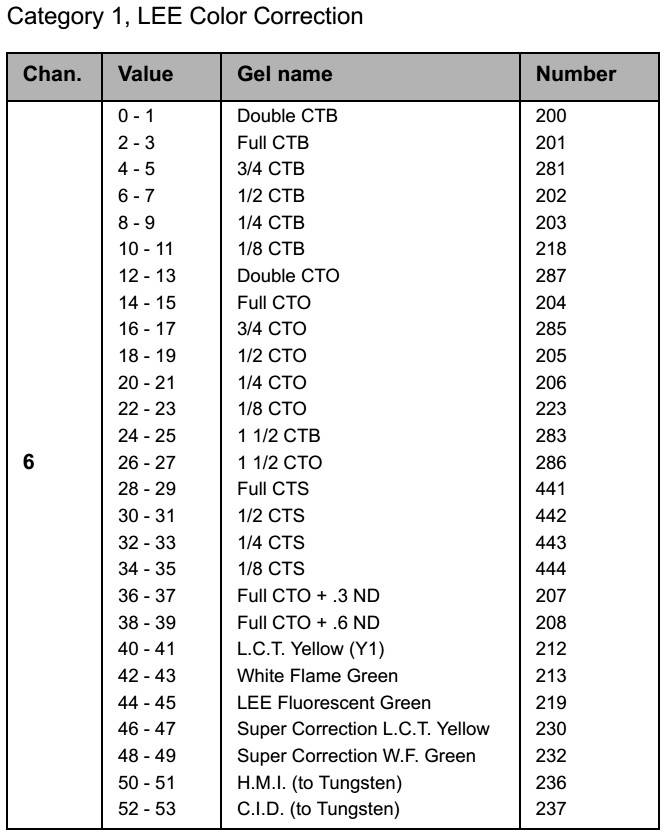 Category 1, LEE Color Correction
Chan. Value Gel name Number
0 - 1 Double CTB 200
2 - 3 Full CTB 201
4 - 5 3/4 CTB 281
6 - 7 1/2 CTB 202
8 - 9 1/4 CTB 203
10 - 11 1/8 CTB 218
12 - 13 Double CTO 287
14 - 15 Full CTO 204
16 - 17 3/4 CTO 285
18 - 19 1/2 CTO 205
20 - 21 1/4 CTO 206
22 - 23 1/8 CTO 223
24 - 25 1 1/2 CTB 283
6 26 - 27 1 1/2 CTO 286
28 - 29 Full CTS 441
30 - 31 1/2 CTS 442
32 - 33 1/4 CTS 443
34 - 35 1/8 CTS 444
36 - 37 Full CTO + .3 ND 207
38 - 39 Full CTO + .6 ND 208
40 - 41 L.C.T. Yellow (Y1) 212
42 - 43 White Flame Green 213
44 - 45 LEE Fluorescent Green 219
46 - 47 Super Correction L.C.T. Yellow 230
48 - 49 Super Correction W.F. Green 232
50 - 51 H.M.I. (to Tungsten) 236
52 - 53 C.I.D. (to Tungsten) 237